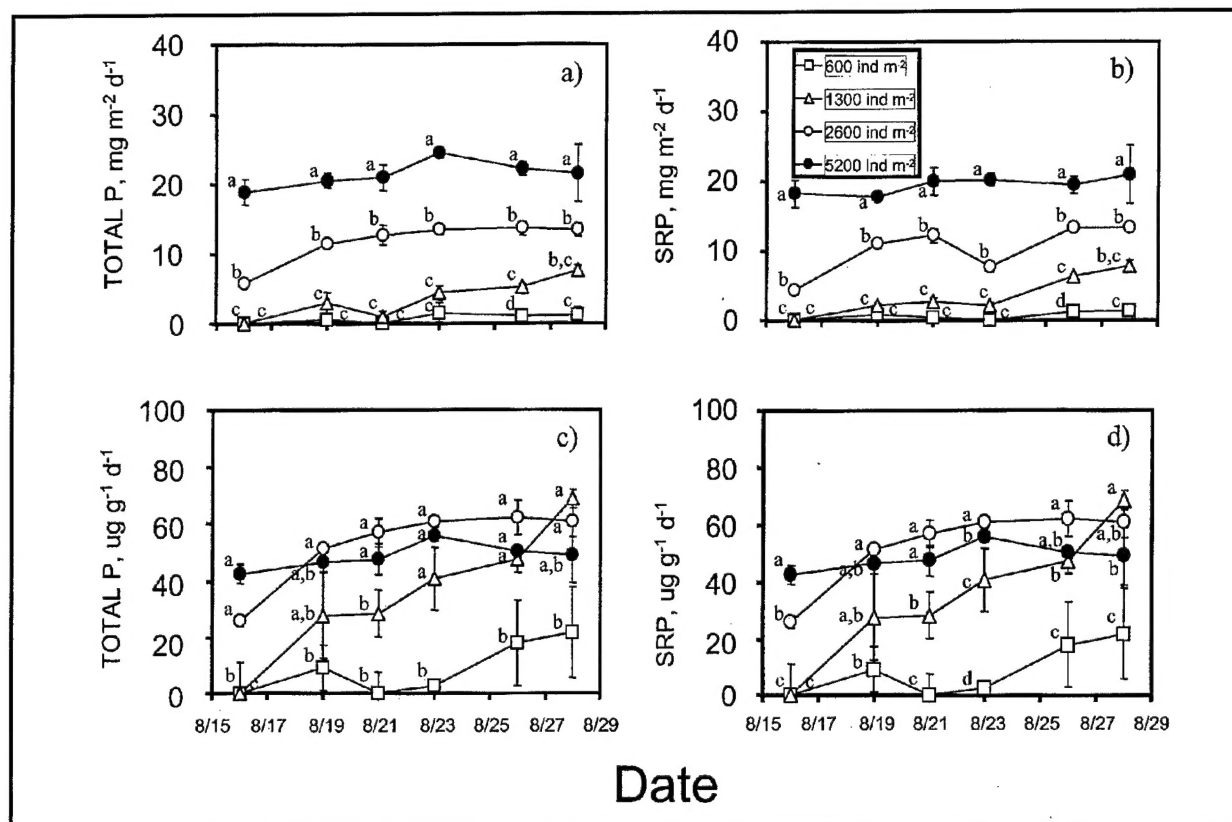 TOTAL P, mg m-2 d-1
40
30
20
10
0
a)
a a a a a a
b b b b b b
c c c c c b,c
c c c d c
SRP, mg m-2 d-1
40
30
20
10
0
600 ind m-2
1300 ind m-2
2600 ind m-2
5200 ind m-2
b)
a a a a a a
b b b b b b
c c c c c b,c
c c c c d c
TOTAL P, ug g-1 d-1
100
80
60
40
20
0
c)
a a a a a a
a a,b a a a a,b
b a,b b a a
c b b b b b
8/15 8/17 8/19 8/21 8/23 8/25 8/27 8/29
SRP, ug g-1 d-1
100
80
60
40
20
0
d)
a a a a a a
b a,b a b a,b a,b
c a,b b c b
c b c d c c
8/15 8/17 8/19 8/21 8/23 8/25 8/27 8/29
Date